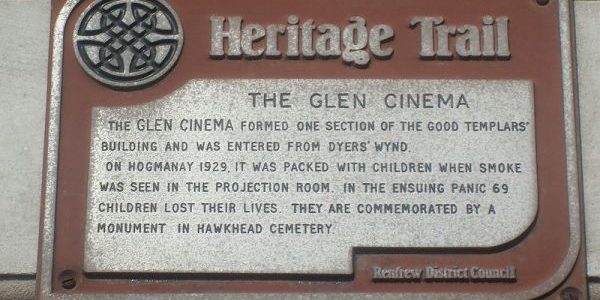 Heritage Trail
THE GLEN CINEMA
THE GLEN CINEMA FORMED ONE SECTION OF THE GOOD TEMPLARS'
BUILDING AND WAS ENTERED FROM DYERS' WYND.
ON HOGMANAY 1929, IT WAS PACKED WITH CHILDREN WHEN SMOKE
WAS SEEN IN THE PROJECTION ROOM. IN THE ENSUING PANIC 69
CHILDREN LOST THEIR LIVES. THEY ARE COMMEMORATED BY A
MONUMENT IN HAWKHEAD CEMETERY.
Renfrew District Council